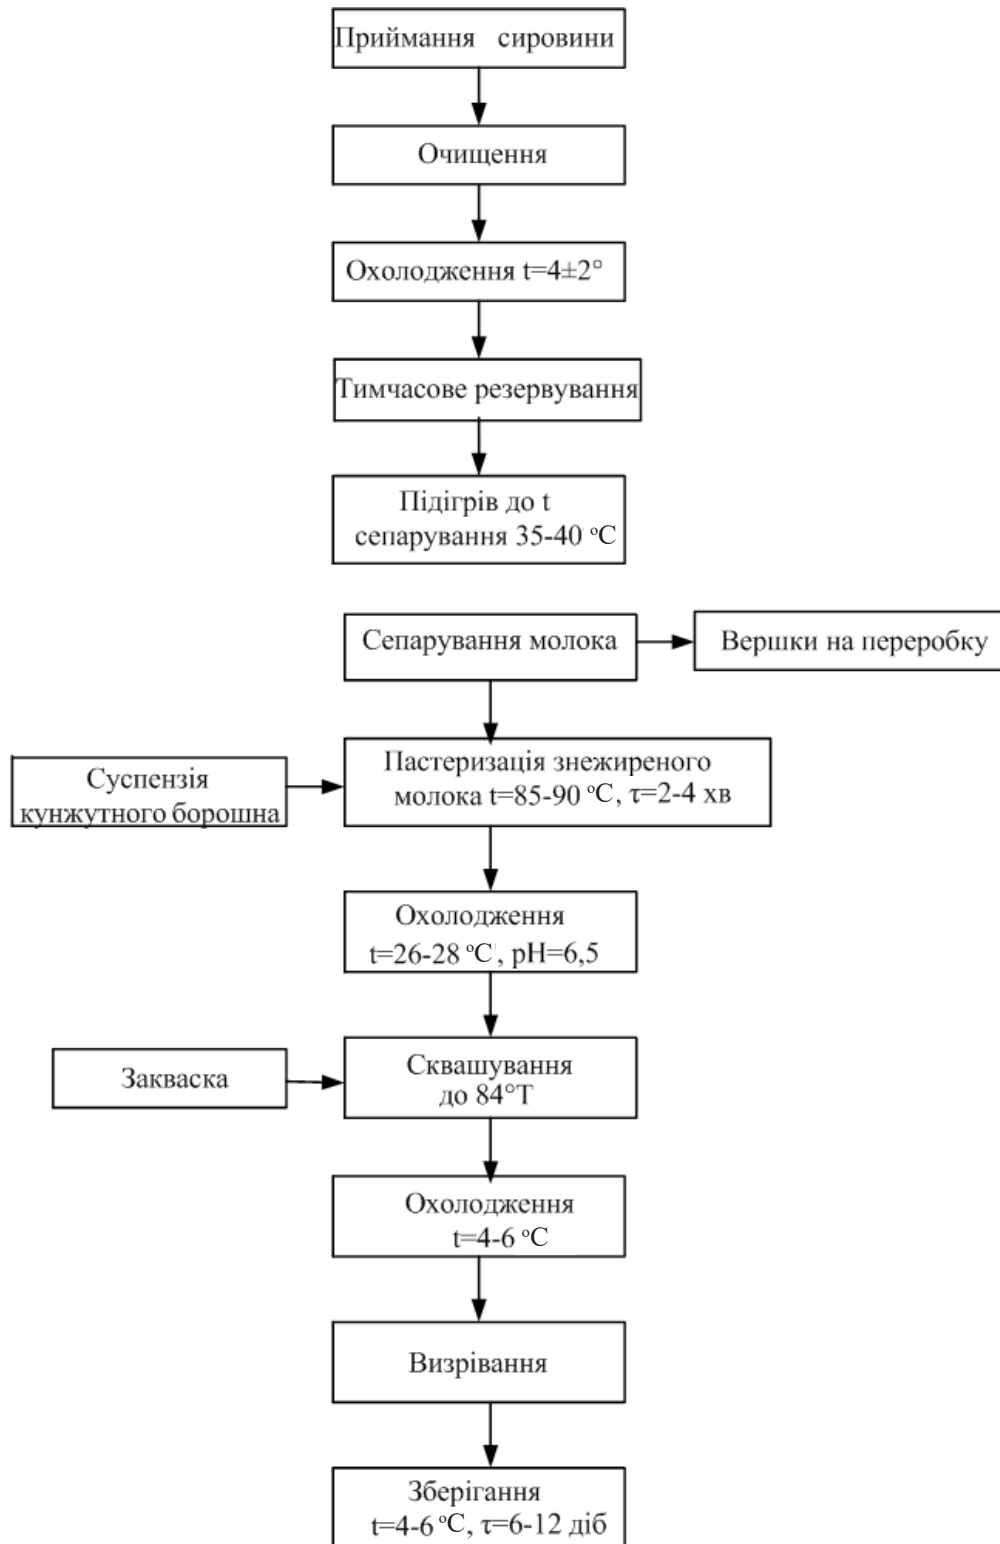 Приймання сировини
Очищення
Охолодження t=4±2°
Тимчасове резервування
Підігрів до t
сепарування 35-40 °С
Сепарування молока
Вершки на переробку
Суспензія
кунжутного борошна
Пастеризація знежиреного
молока t=85-90 °С, τ=2-4 хв
Охолодження
t=26-28 °С, рН=6,5
Закваска
Сквашування
до 84°Т
Охолодження
t=4-6 °С
Визрівання
Зберігання
t=4-6 °С, τ=6-12 діб